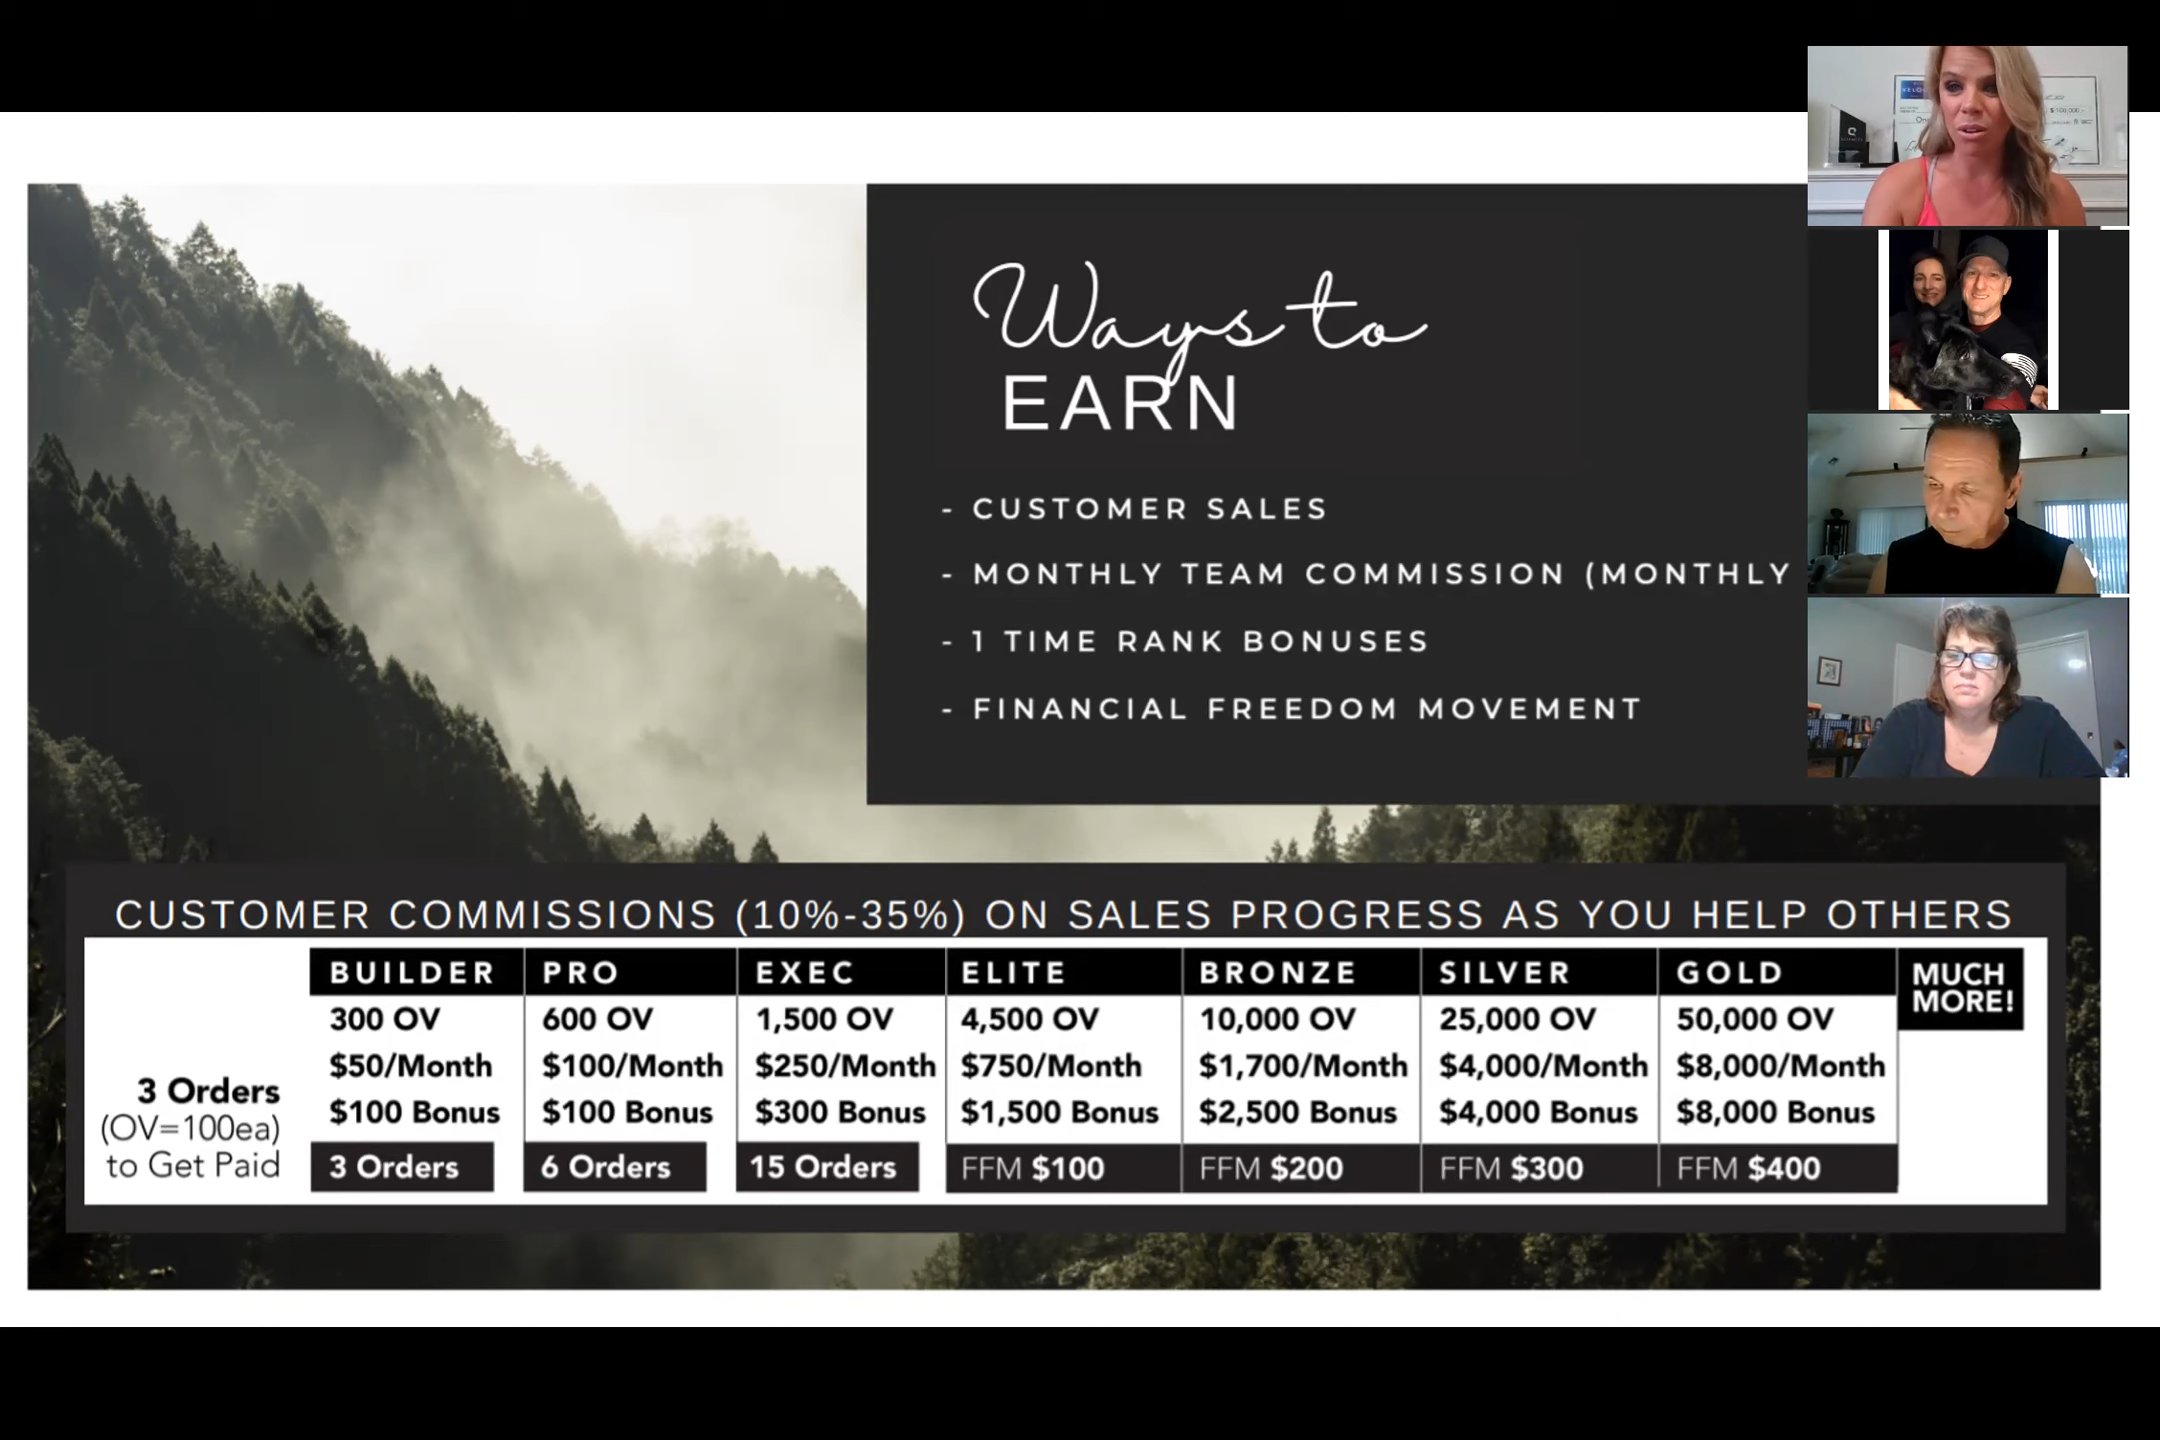 Ways to
EARN
- CUSTOMER SALES
- MONTHLY TEAM COMMISSION (MONTHLY
- 1 TIME RANK BONUSES
- FINANCIAL FREEDOM MOVEMENT
CUSTOMER COMMISSIONS (10%-35%) ON SALES PROGRESS AS YOU HELP OTHERS
BUILDER PRO EXEC ELITE BRONZE SILVER GOLD MUCH
MORE!
300 OV 600 OV 1,500 OV 4,500 OV 10,000 OV 25,000 OV 50,000 OV
$50/Month $100/Month $250/Month $750/Month $1,700/Month $4,000/Month $8,000/Month
3 Orders
$100 Bonus $100 Bonus $300 Bonus $1,500 Bonus $2,500 Bonus $4,000 Bonus $8,000 Bonus
(OV=100ea)
to Get Paid
3 Orders 6 Orders 15 Orders FFM $100 FFM $200 FFM $300 FFM $400